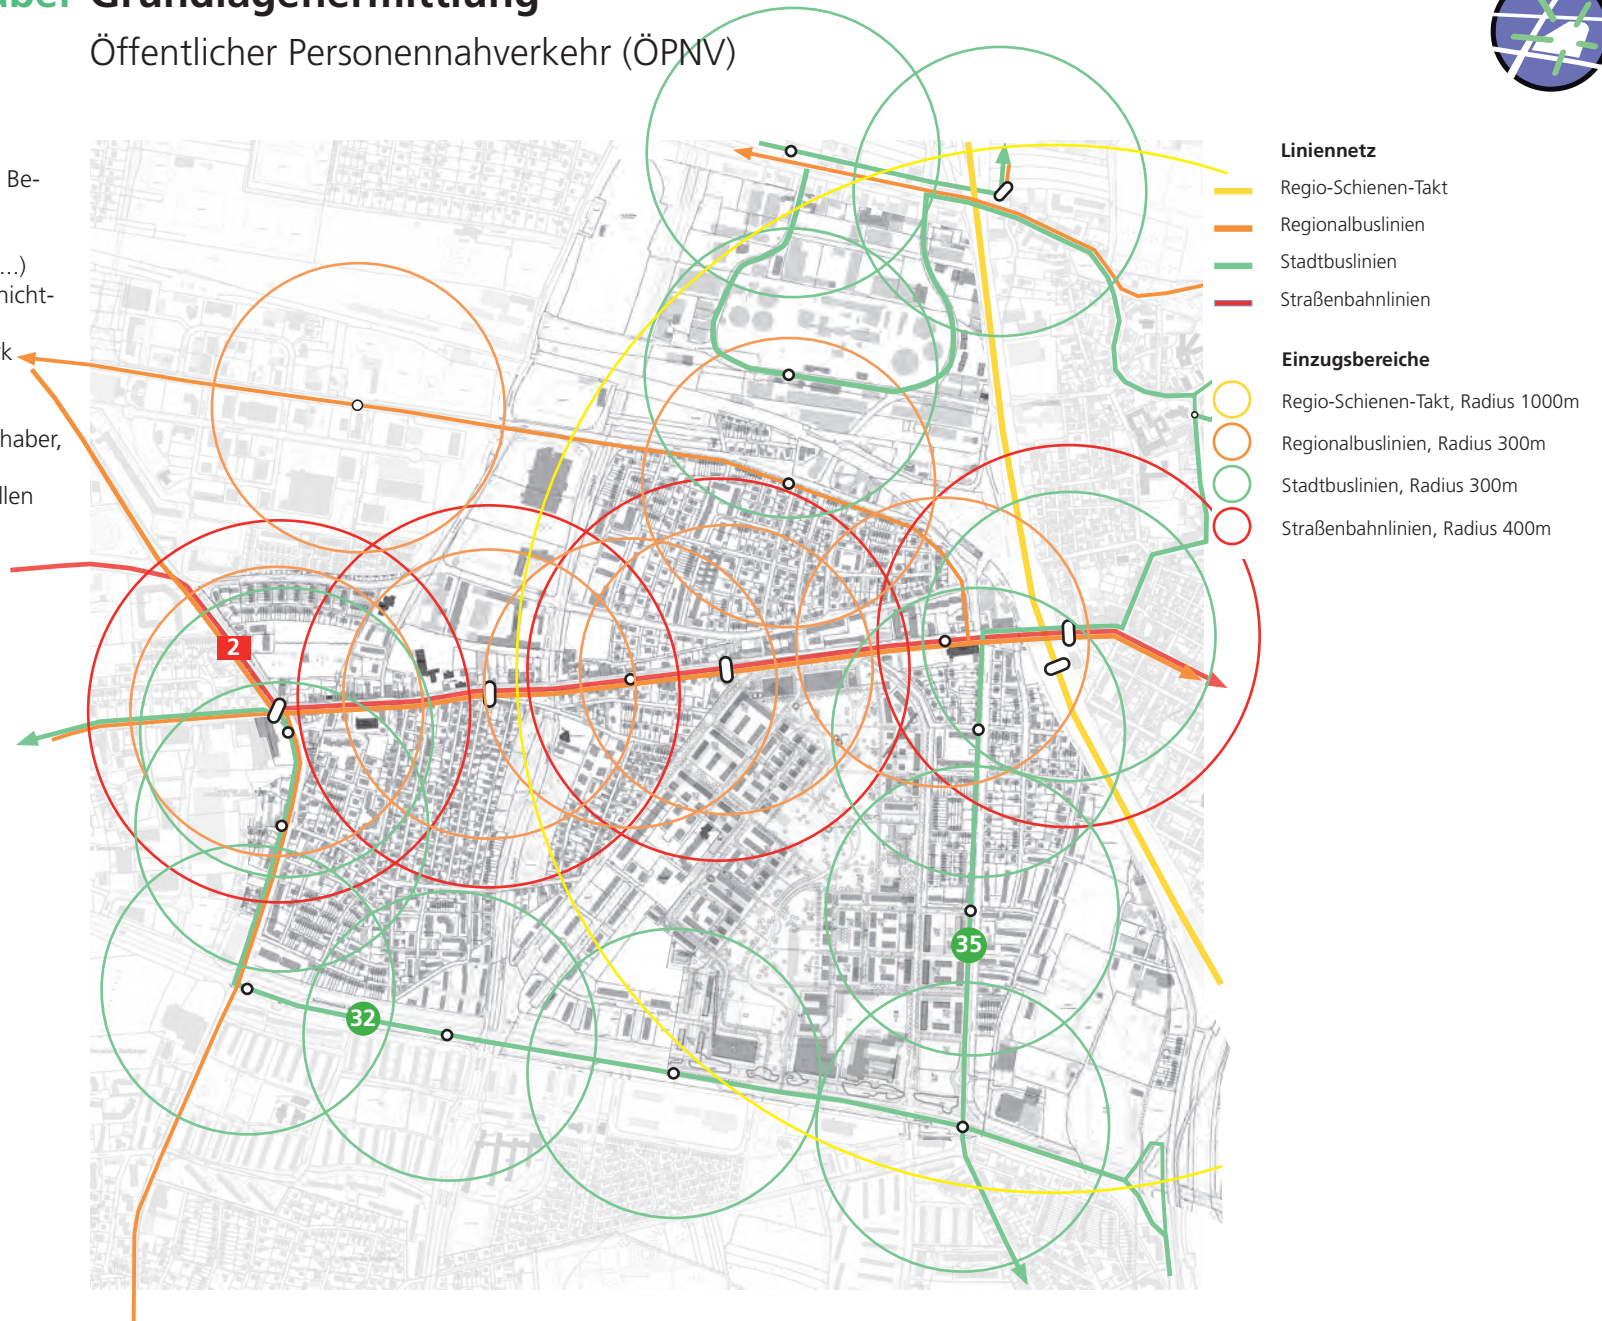 Grundlagenermittlung
Öffentlicher Personennahverkehr (ÖPNV)
Be-
...)
nicht-
k
haber,
llen
Liniennetz
Regio-Schienen-Takt
Regionalbuslinien
Stadtbuslinien
Straßenbahnlinien
Einzugsbereiche
Regio-Schienen-Takt, Radius 1000m
Regionalbuslinien, Radius 300m
Stadtbuslinien, Radius 300m
Straßenbahnlinien, Radius 400m
2
35
32